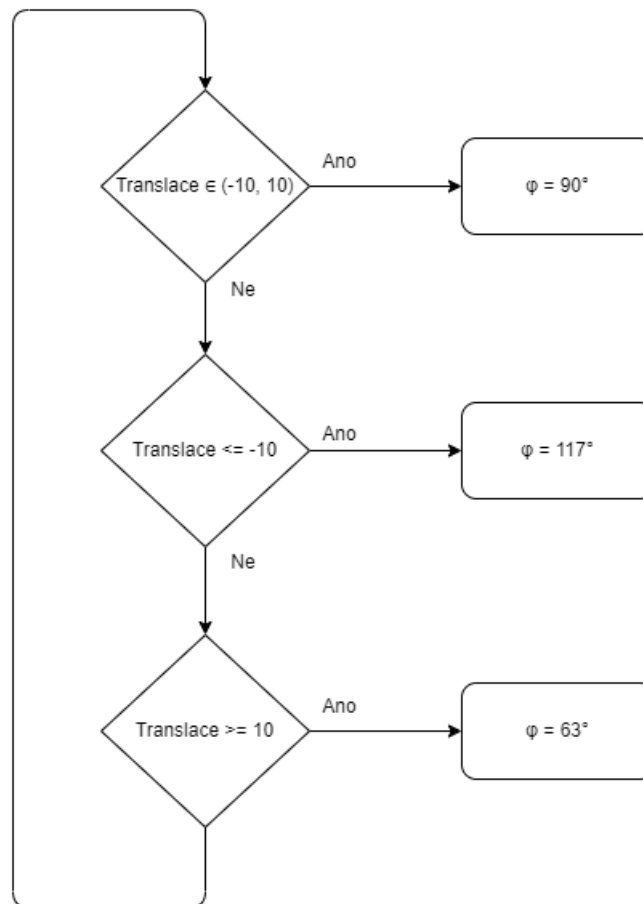 Ano
Translace ∈ (-10, 10)
φ = 90°
Ne
Ano
Translace <= -10
φ = 117°
Ne
Ano
Translace >= 10
φ = 63°